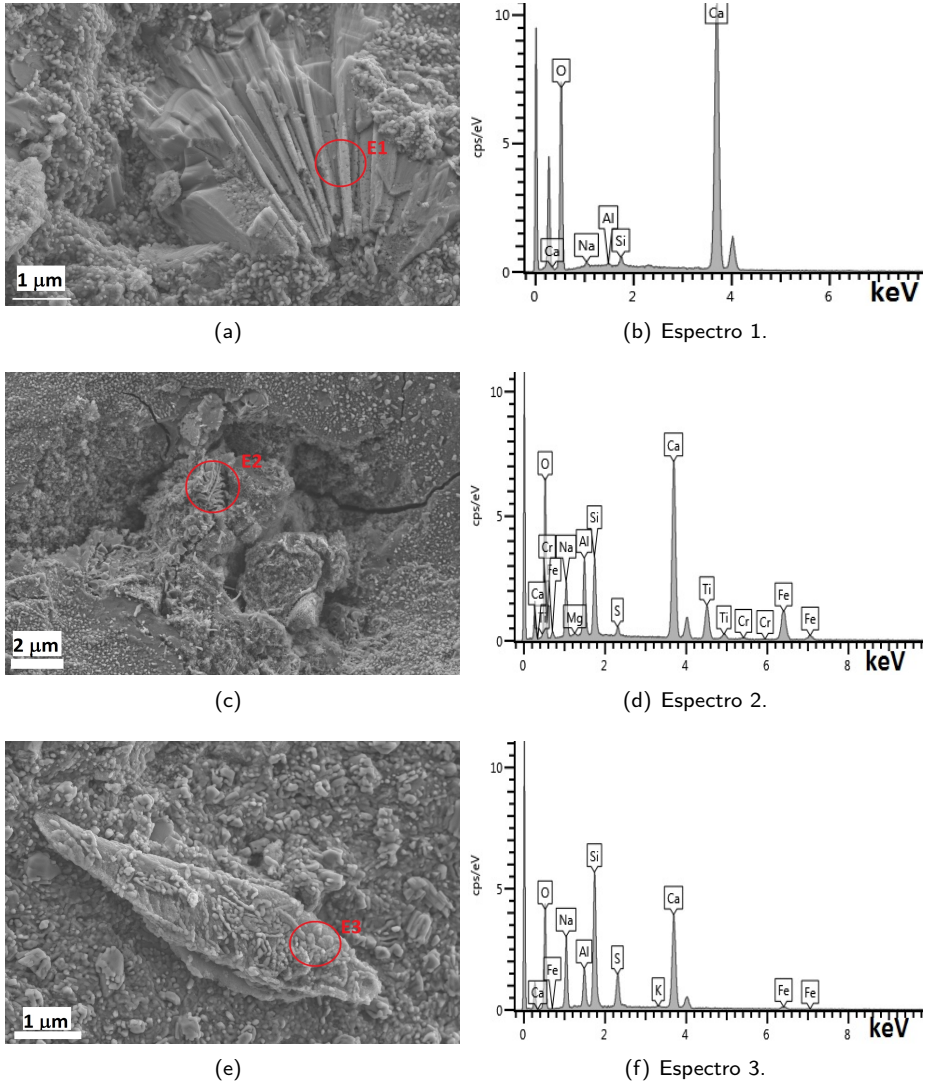 E1
1 μm
(a)
cps/eV
10
5
0
Ca
O
Ca
Na
Al
Si
Ca
0
2
4
6
keV
(b) Espectro 1.
E2
2 μm
(c)
cps/eV
10
5
0
O
Cr
Fe
Ca
Na
Mg
Al
Si
S
Ca
Ti
Ti
Cr
Cr
Fe
Fe
0
2
4
6
8
keV
(d) Espectro 2.
E3
1 μm
(e)
cps/eV
10
5
0
O
Fe
Ca
Na
Al
Si
S
K
Ca
Fe
Fe
0
2
4
6
8
keV
(f) Espectro 3.